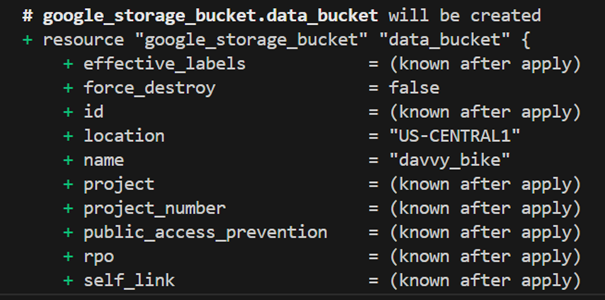 # google_storage_bucket.data_bucket will be created
+ resource "google_storage_bucket" "data_bucket" {
+ effective_labels = (known after apply)
+ force_destroy = false
+ id = (known after apply)
+ location = "US-CENTRAL1"
+ name = "davvy_bike"
+ project = (known after apply)
+ project_number = (known after apply)
+ public_access_prevention = (known after apply)
+ rpo = (known after apply)
+ self_link = (known after apply)